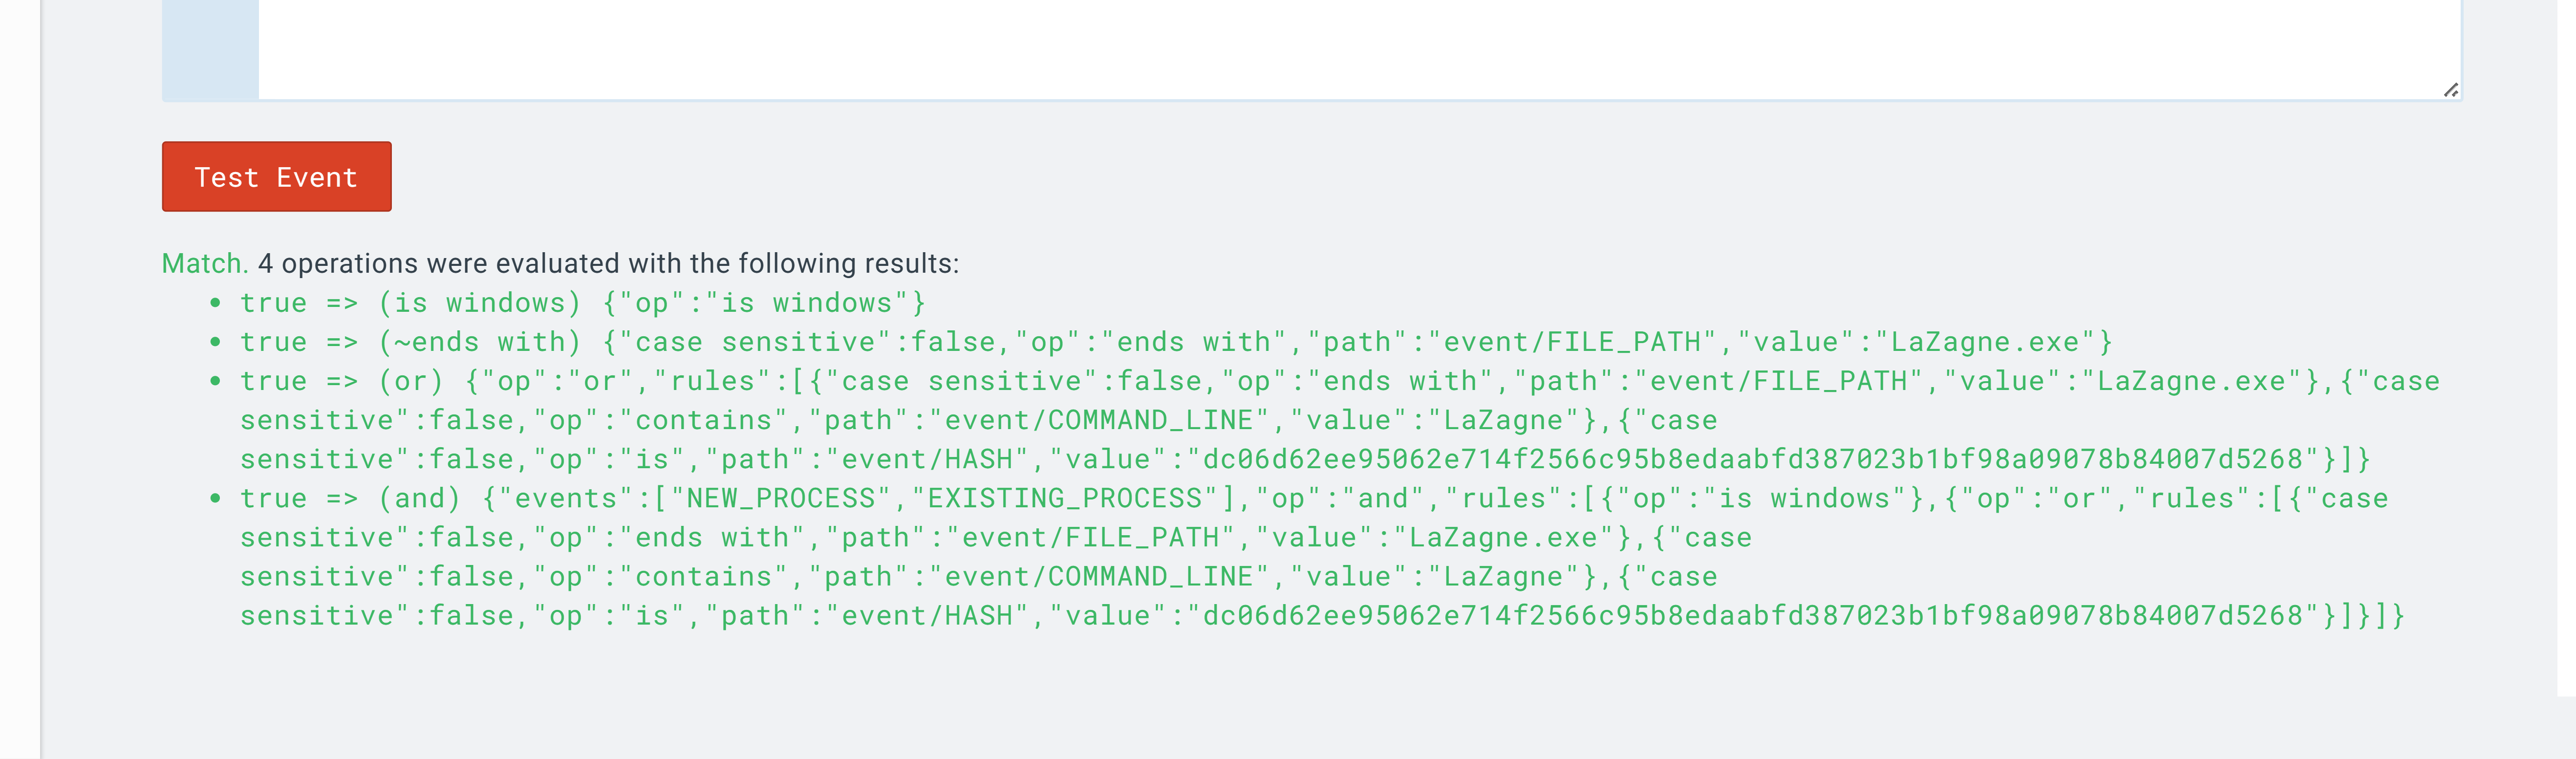 Test Event
Match. 4 operations were evaluated with the following results:
• true => (is windows) {"op":"is windows"}
• true => (~ends with) {"case sensitive":false,"op":"ends with","path":"event/FILE_PATH","value":"LaZagne.exe"}
• true => (or) {"op":"or","rules":[{"case sensitive":false,"op":"ends with","path":"event/FILE_PATH","value":"LaZagne.exe"},{"case
sensitive":false,"op":"contains","path":"event/COMMAND_LINE","value":"LaZagne"},{"case
sensitive":false,"op":"is","path":"event/HASH","value":"dc06d62ee95062e714f2566c95b8edaabfd387023b1bf98a09078b84007d5268"}]}
• true => (and) {"events":["NEW_PROCESS","EXISTING_PROCESS"],"op":"and","rules":[{"op":"is windows"},{"op":"or","rules":[{"case
sensitive":false,"op":"ends with","path":"event/FILE_PATH","value":"LaZagne.exe"},{"case
sensitive":false,"op":"contains","path":"event/COMMAND_LINE","value":"LaZagne"},{"case
sensitive":false,"op":"is","path":"event/HASH","value":"dc06d62ee95062e714f2566c95b8edaabfd387023b1bf98a09078b84007d5268"}]}]}